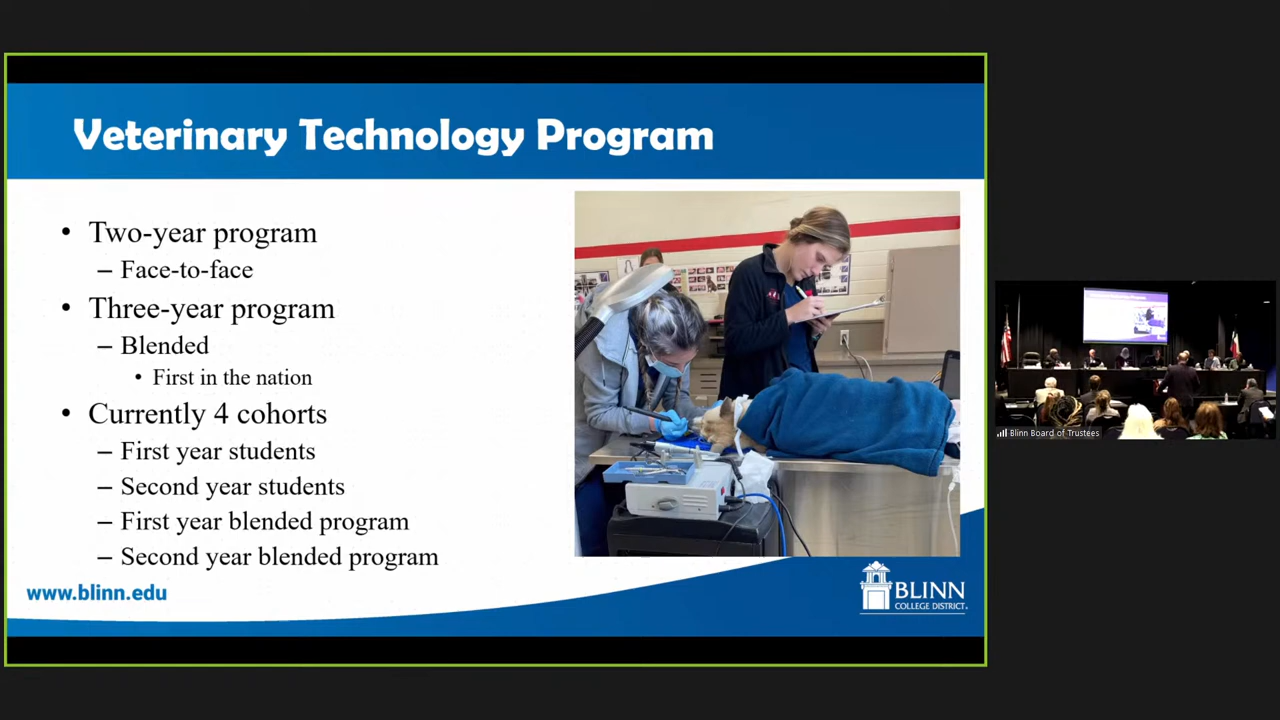 Veterinary Technology Program
• Two-year program
– Face-to-face
• Three-year program
– Blended
• First in the nation
• Currently 4 cohorts
– First year students
– Second year students
– First year blended program
– Second year blended program
www.blinn.edu
BLINN
COLLEGE DISTRICT
Blinn Board of Trustees